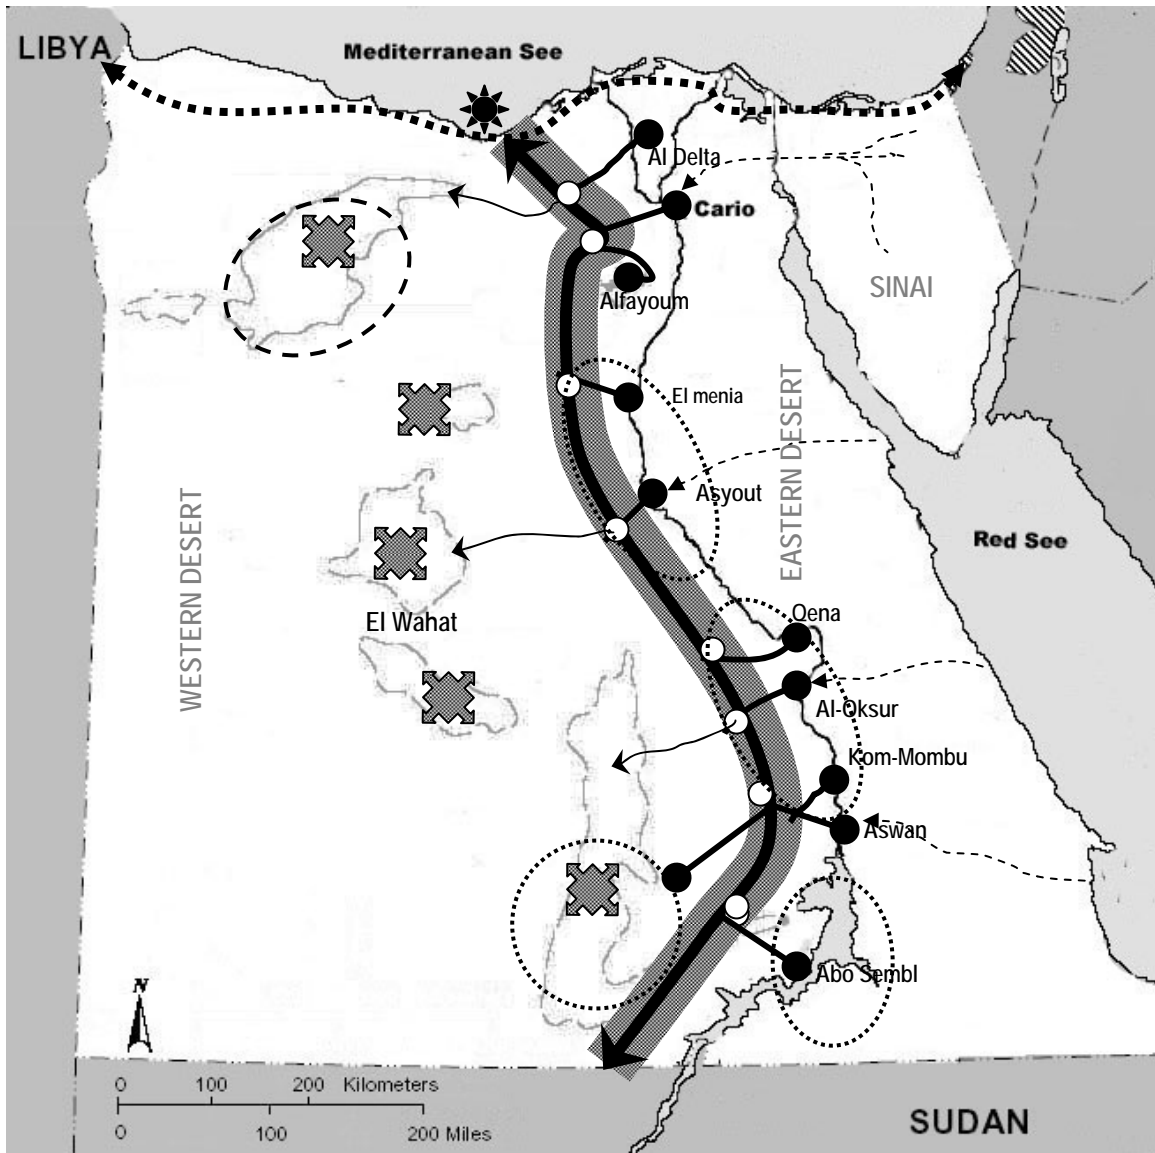 LIBYA
Mediterranean See
Al Delta
Cario
SINAI
Alfayoum
El menia
EASTERN DESERT
Asyout
WESTERN DESERT
Red See
El Wahat
Qena
Al-Oksur
Kom-Mombu
Aswan
Abo Sembl
N
0 100 200 Kilometers
0 100 200 Miles
SUDAN